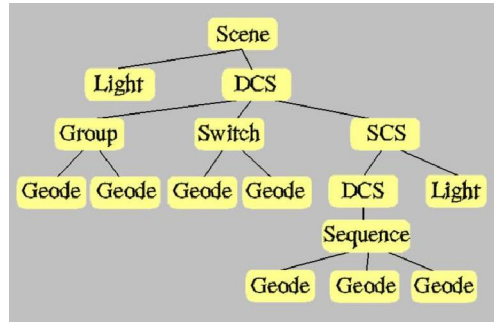 Scene
Light DCS
Group Switch SCS
Geode Geode Geode Geode DCS Light
Sequence
Geode Geode Geode